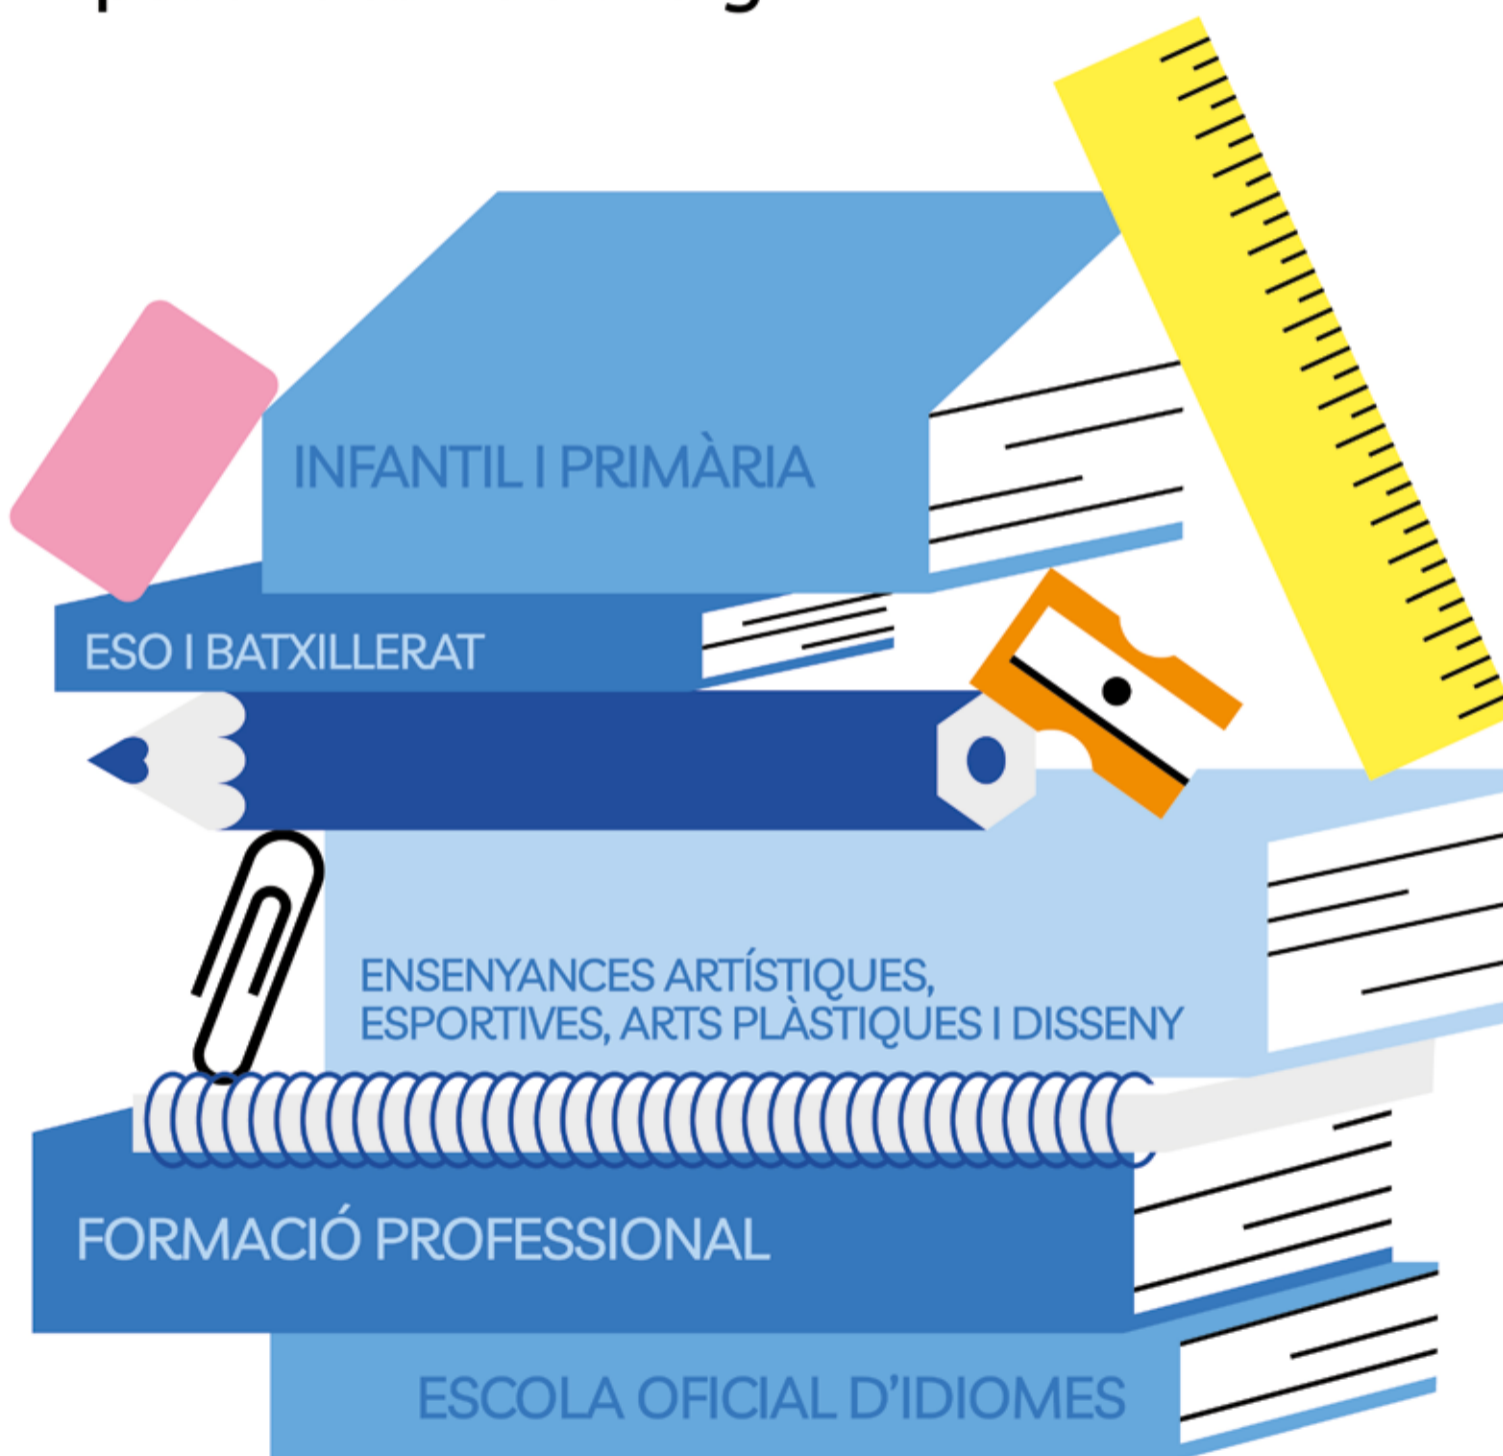 INFANTIL I PRIMÀRIA
ESO I BATXILLERAT
ENSENYANCES ARTÍSTIQUES,
ESPORTIVES, ARTS PLÀSTIQUES I DISSENY
FORMACIÓ PROFESSIONAL
ESCOLA OFICIAL D’IDIOMES